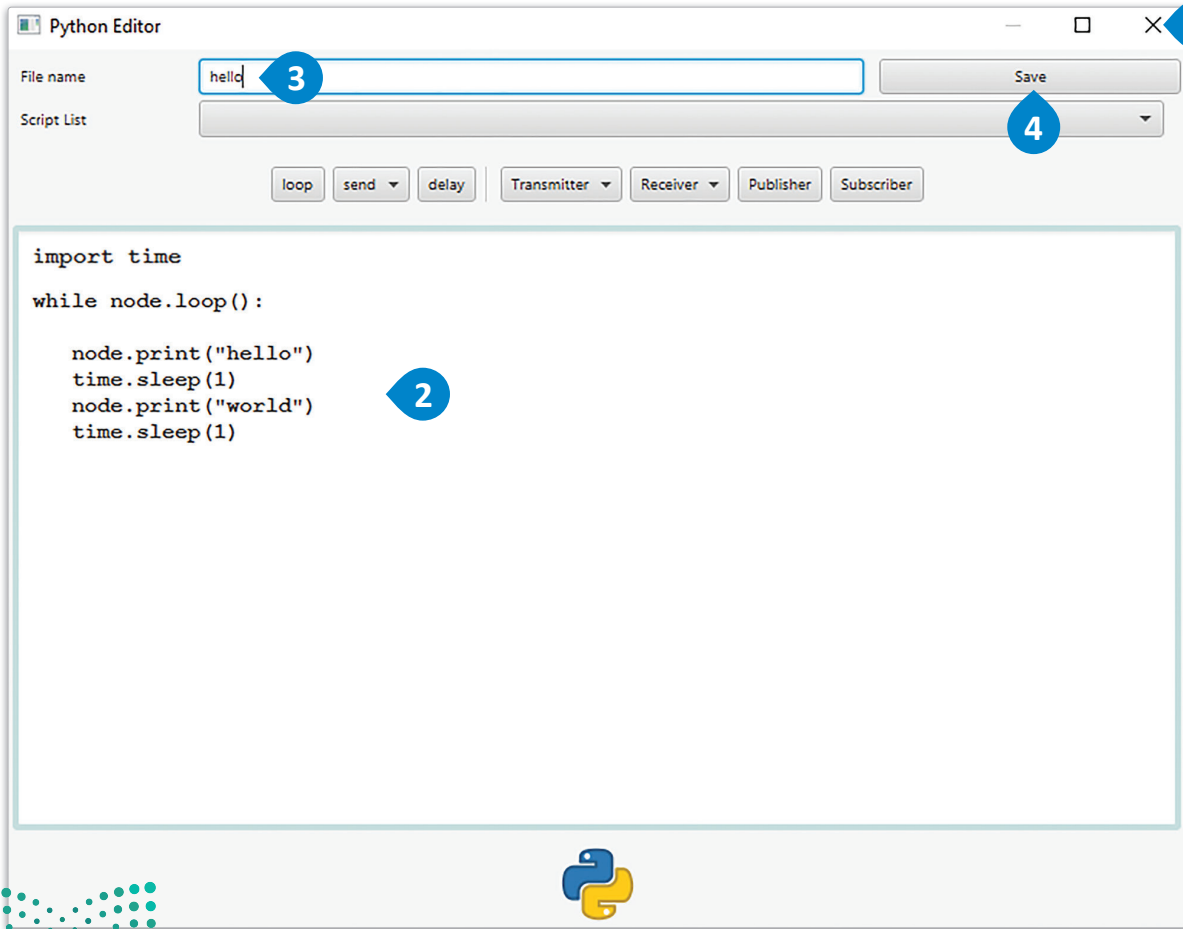 Python Editor
File name hello 3 Save
Script List 4
loop send delay Transmitter Receiver Publisher Subscriber
import time
while node.loop():
node.print("hello")
time.sleep(1)
node.print("world")
time.sleep(1)
2